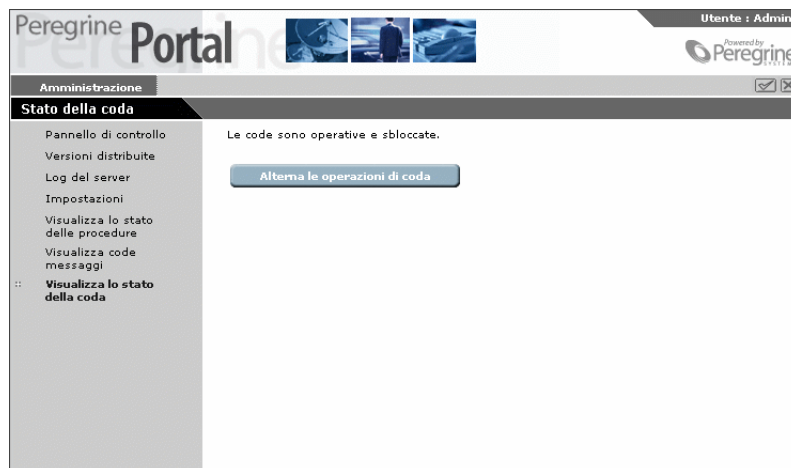 Peregrine Portal
Utente : Admin
Powered by
Peregrine
SYSTEM
Amministrazione
Stato della coda
Pannello di controllo
Versioni distribuite
Log del server
Impostazioni
Visualizza lo stato
delle procedure
Visualizza code
messaggi
Visualizza lo stato
della coda
Le code sono operative e sbloccate.
Alterna le operazioni di coda